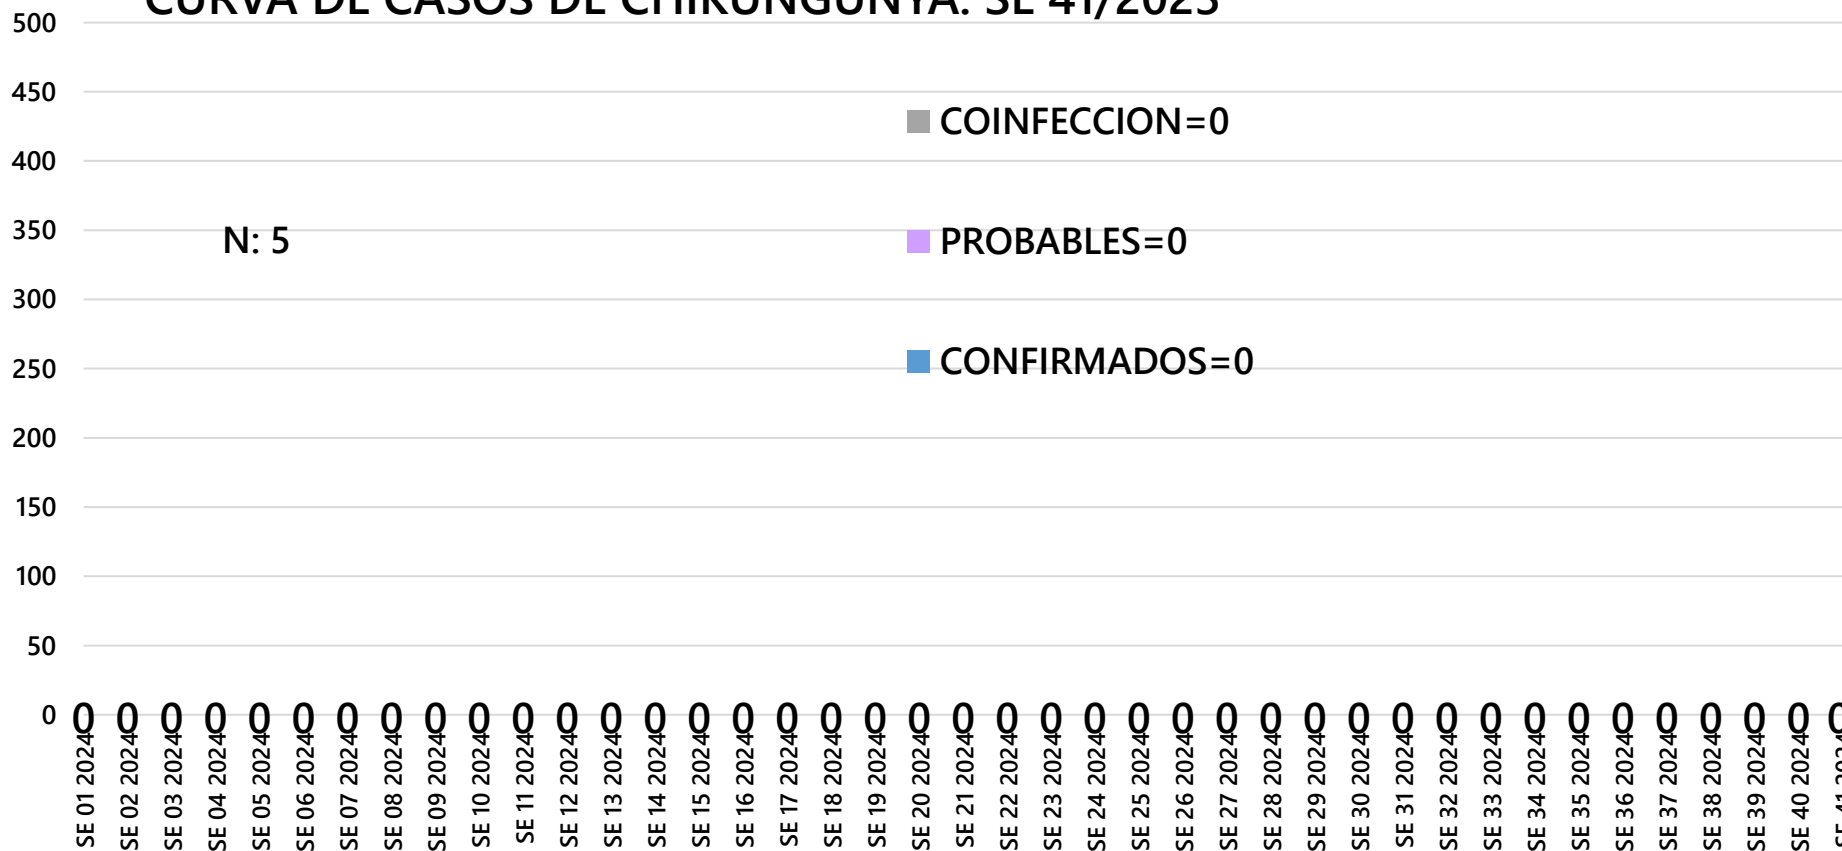 CURVA DE CASOS DE CHIKUNGUNYA. SE 41/2025
500
450
COINFECCION=0
400
350
N: 5
PROBABLES=0
300
250
CONFIRMADOS=0
200
150
100
50
0
0 0 0 0 0 0 0 0 0 0 0 0 0 0 0 0 0 0 0 0 0 0 0 0 0 0 0 0 0 0 0 0 0 0 0 0 0 0 0 0 0
SE 01 2024
SE 02 2024
SE 03 2024
SE 04 2024
SE 05 2024
SE 06 2024
SE 07 2024
SE 08 2024
SE 09 2024
SE 10 2024
SE 11 2024
SE 12 2024
SE 13 2024
SE 14 2024
SE 15 2024
SE 16 2024
SE 17 2024
SE 18 2024
SE 19 2024
SE 20 2024
SE 21 2024
SE 22 2024
SE 23 2024
SE 24 2024
SE 25 2024
SE 26 2024
SE 27 2024
SE 28 2024
SE 29 2024
SE 30 2024
SE 31 2024
SE 32 2024
SE 33 2024
SE 34 2024
SE 35 2024
SE 36 2024
SE 37 2024
SE 38 2024
SE 39 2024
SE 40 2024
SE 41 2024